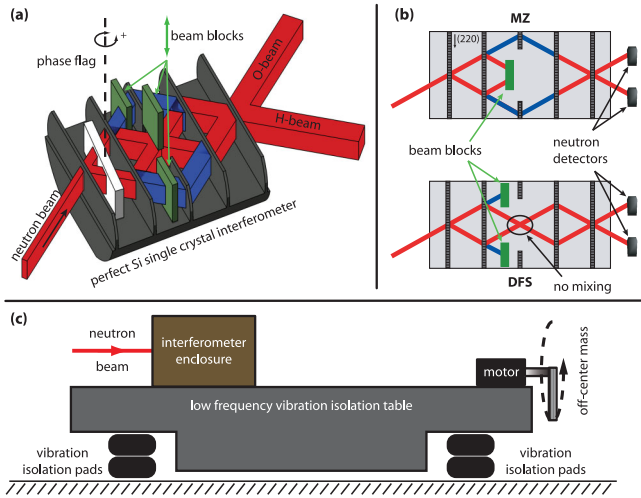 (a)
+
phase flag
beam blocks
O-beam
H-beam
neutron beam
perfect Si single crystal interferometer
(b)
MZ
(220)
beam blocks
neutron
detectors
no mixing
DFS
(c)
neutron
beam
interferometer
enclosure
motor
off-center mass
low frequency vibration isolation table
vibration
isolation pads
vibration
isolation pads